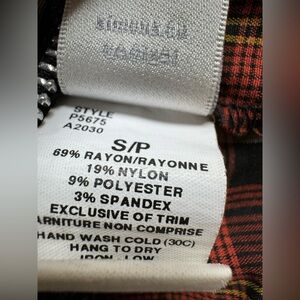 STYLE
P5675
A2030
S/P
69% RAYON/RAYONNE
19% NYLON
9% POLYESTER
3% SPANDEX
EXCLUSIVE OF TRIM
ARNITURE NON COMPRISE
HAND WASH COLD (30C)
HANG TO DRY
IRON - LOW